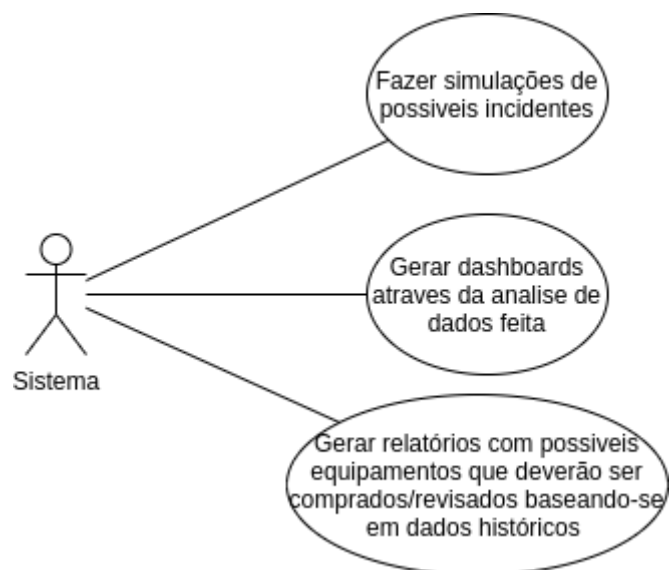 Fazer simulações de
possiveis incidentes
Gerar dashboards
atraves da analise de
dados feita
Sistema
Gerar relatórios com possiveis
equipamentos que deverão ser
comprados/revisados baseando-se
em dados históricos